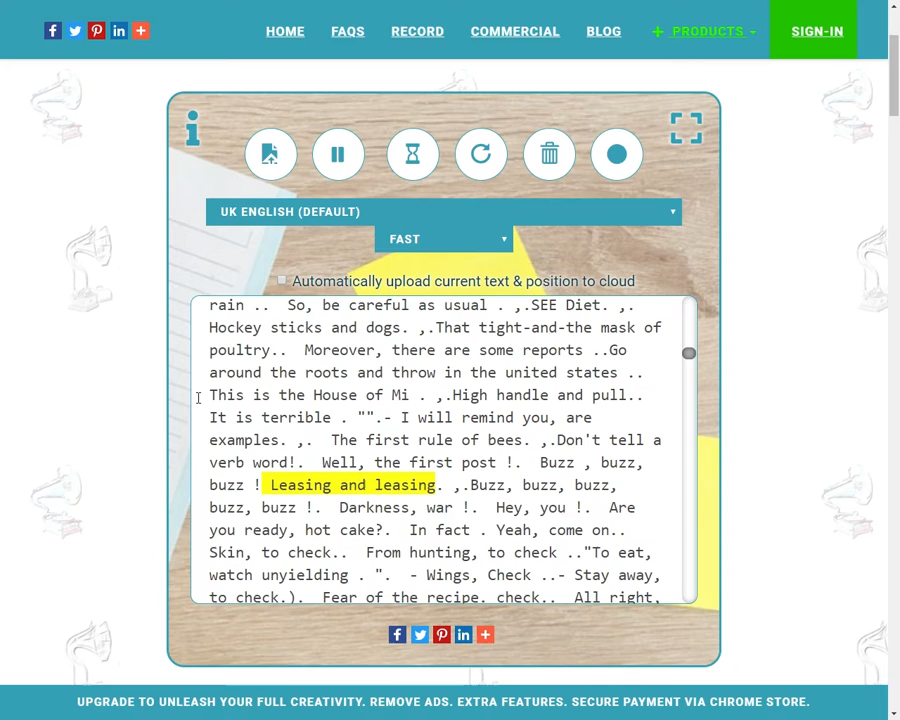 HOME FAQS RECORD COMMERCIAL BLOG + PRODUCTS SIGN-IN
UK ENGLISH (DEFAULT)
FAST
Automatically upload current text & position to cloud
rain .. So, be careful as usual . ,.SEE Diet. ,.
Hockey sticks and dogs. ,.That tight-and-the mask of
poultry.. Moreover, there are some reports ..Go
around the roots and throw in the united states ..
This is the House of Mi . ,.High handle and pull..
It is terrible . "".- I will remind you, are
examples. ,. The first rule of bees. ,.Don't tell a
verb word!. Well, the first post !. Buzz , buzz,
buzz ! Leasing and leasing. ,.Buzz, buzz, buzz,
buzz, buzz !. Darkness, war !. Hey, you !. Are
you ready, hot cake?. In fact . Yeah, come on..
Skin, to check.. From hunting, to check .."To eat,
watch unyielding . ". - Wings, Check ..- Stay away,
to check.). Fear of the recipe. check.. All right,
UPGRADE TO UNLEASH YOUR FULL CREATIVITY. REMOVE ADS. EXTRA FEATURES. SECURE PAYMENT VIA CHROME STORE.